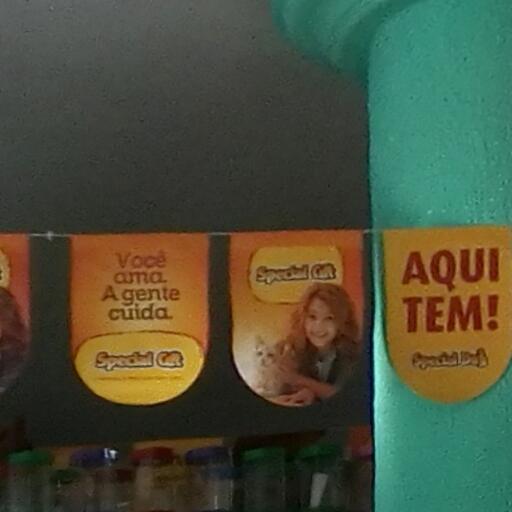 Você
ama.
A gente
cuida.
Special Cat
Special Cat
AQUI
TEM!
Special Dog